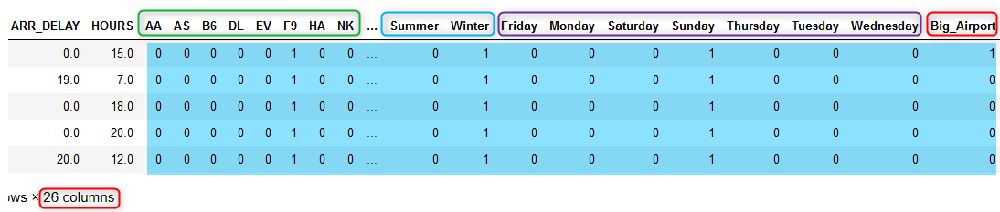 ARR_DELAY HOURS AA AS B6 DL EV F9 HA NK ... Summer Winter Friday Monday Saturday Sunday Thursday Tuesday Wednesday Big_Airport
0.0 15.0 0 0 0 0 0 1 0 0 ... 0 1 0 0 0 1 0 0 0 1
19.0 7.0 0 0 0 0 0 1 0 0 ... 0 1 0 0 0 1 0 0 0 0
0.0 18.0 0 0 0 0 0 1 0 0 ... 0 1 0 0 0 1 0 0 0 0
0.0 20.0 0 0 0 0 0 1 0 0 ... 0 1 0 0 0 1 0 0 0 0
20.0 12.0 0 0 0 0 0 1 0 0 ... 0 1 0 0 0 1 0 0 0 0
ows × 26 columns